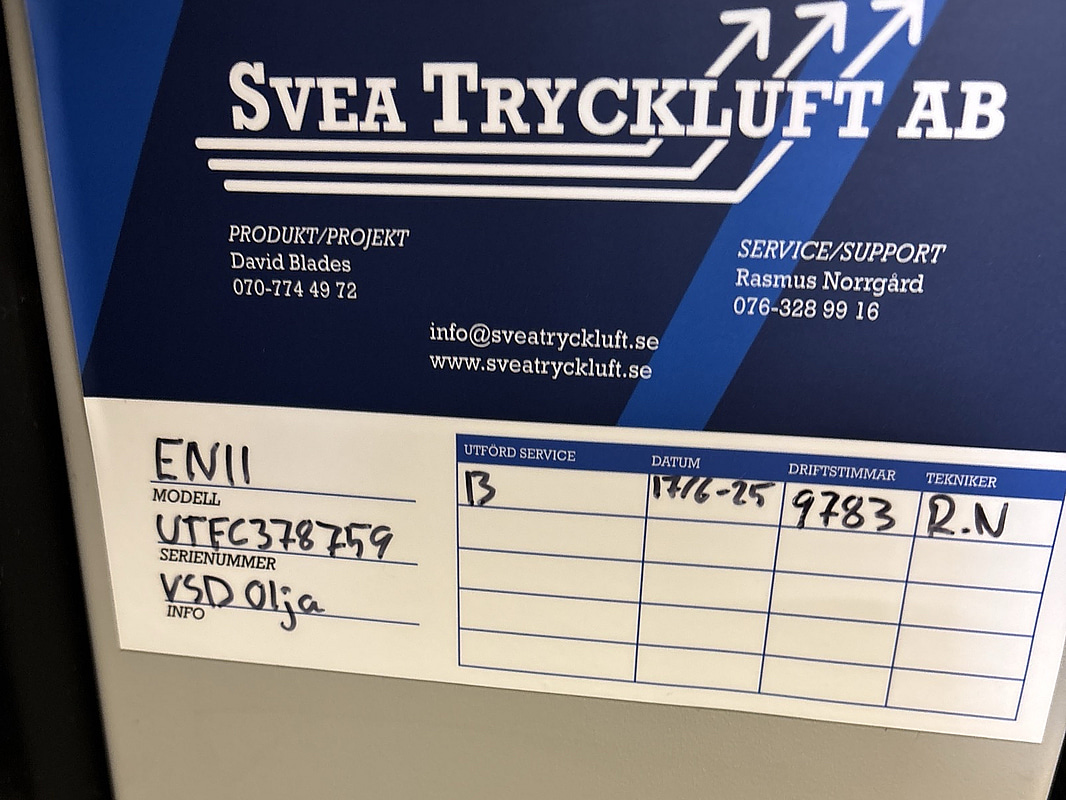 SVEA TRYCKLUFT AB
PRODUKT/PROJEKT
David Blades
070-774 49 72
SERVICE/SUPPORT
Rasmus Norrgård
076-328 99 16
info@sveatryckluft.se
www.sveatryckluft.se
EN11
MODELL
UTFC378759
SERIENUMMER
VSD Olja
INFO
UTFÖRD SERVICE DATUM DRIFTSTIMMAR TEKNIKER
B 17/6-25 9783 R.N